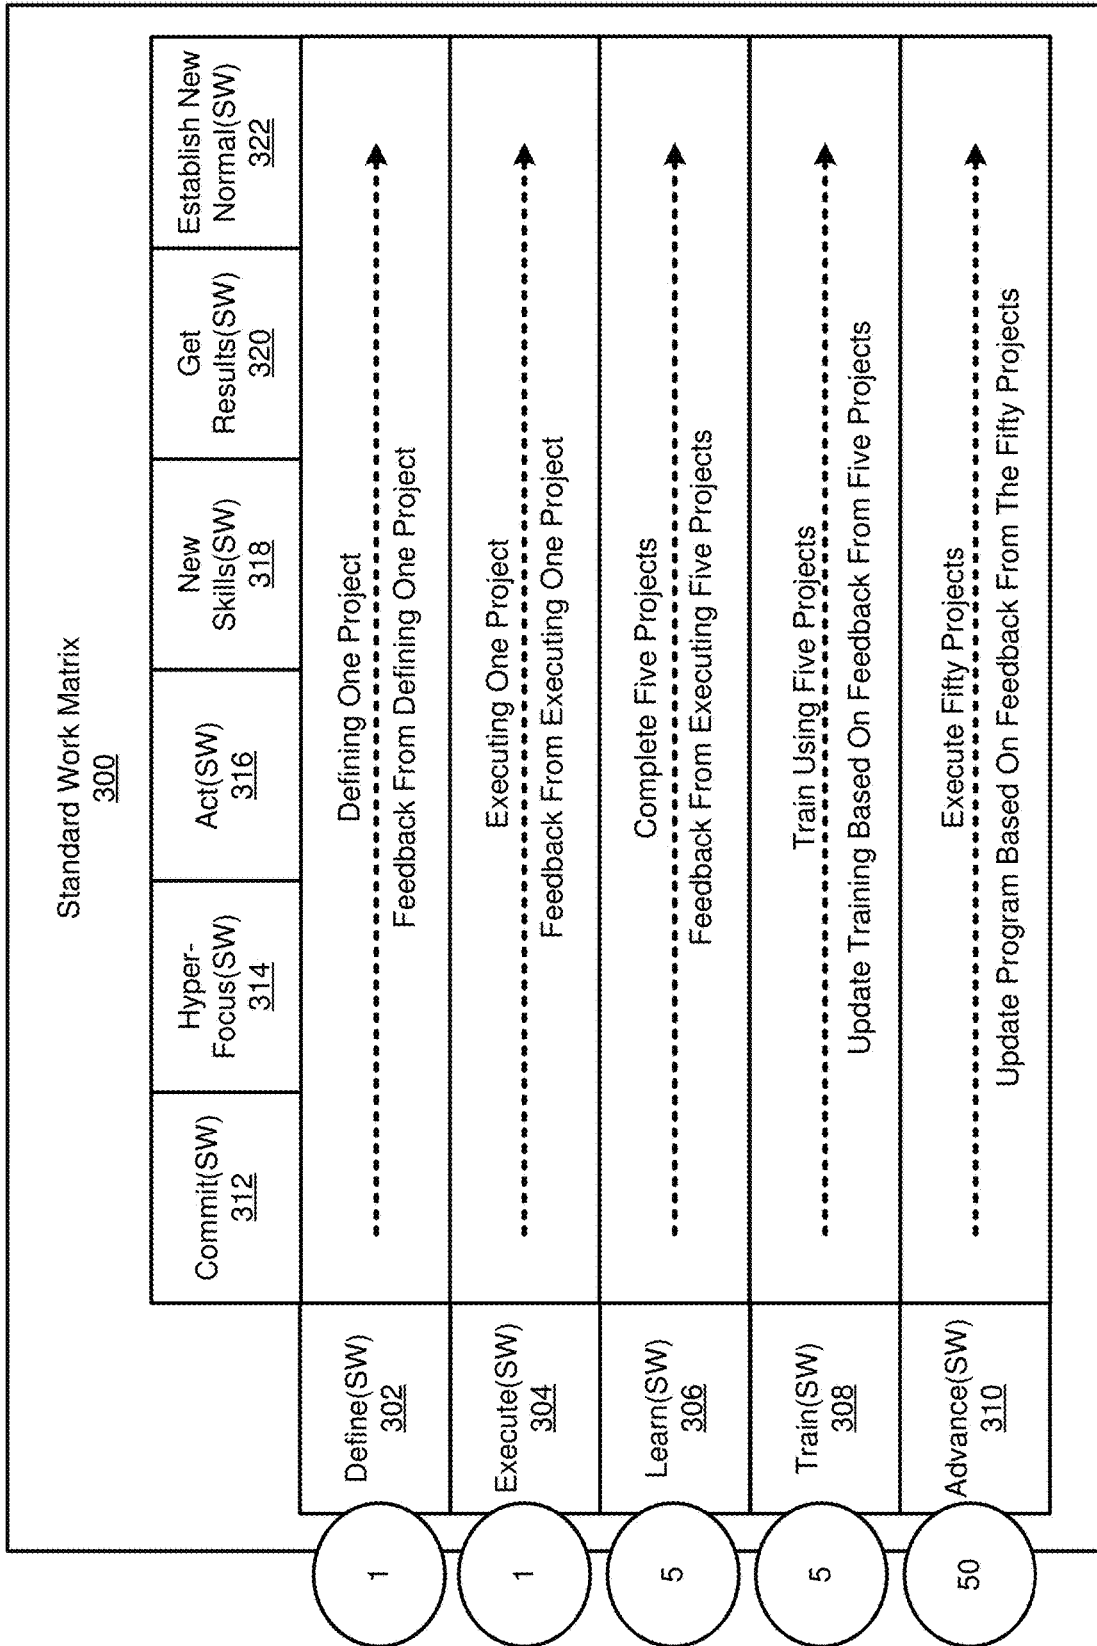 Standard Work Matrix
300
Commit(SW)
312
Hyper-
Focus(SW)
314
Act(SW)
316
New
Skills(SW)
318
Get
Results(SW)
320
Establish New
Normal(SW)
322
1
Define(SW)
302
Defining One Project
Feedback From Defining One Project
1
Execute(SW)
304
Executing One Project
Feedback From Executing One Project
5
Learn(SW)
306
Complete Five Projects
Feedback From Executing Five Projects
5
Train(SW)
308
Train Using Five Projects
Update Training Based On Feedback From Five Projects
50
Advance(SW)
310
Execute Fifty Projects
Update Program Based On Feedback From The Fifty Projects